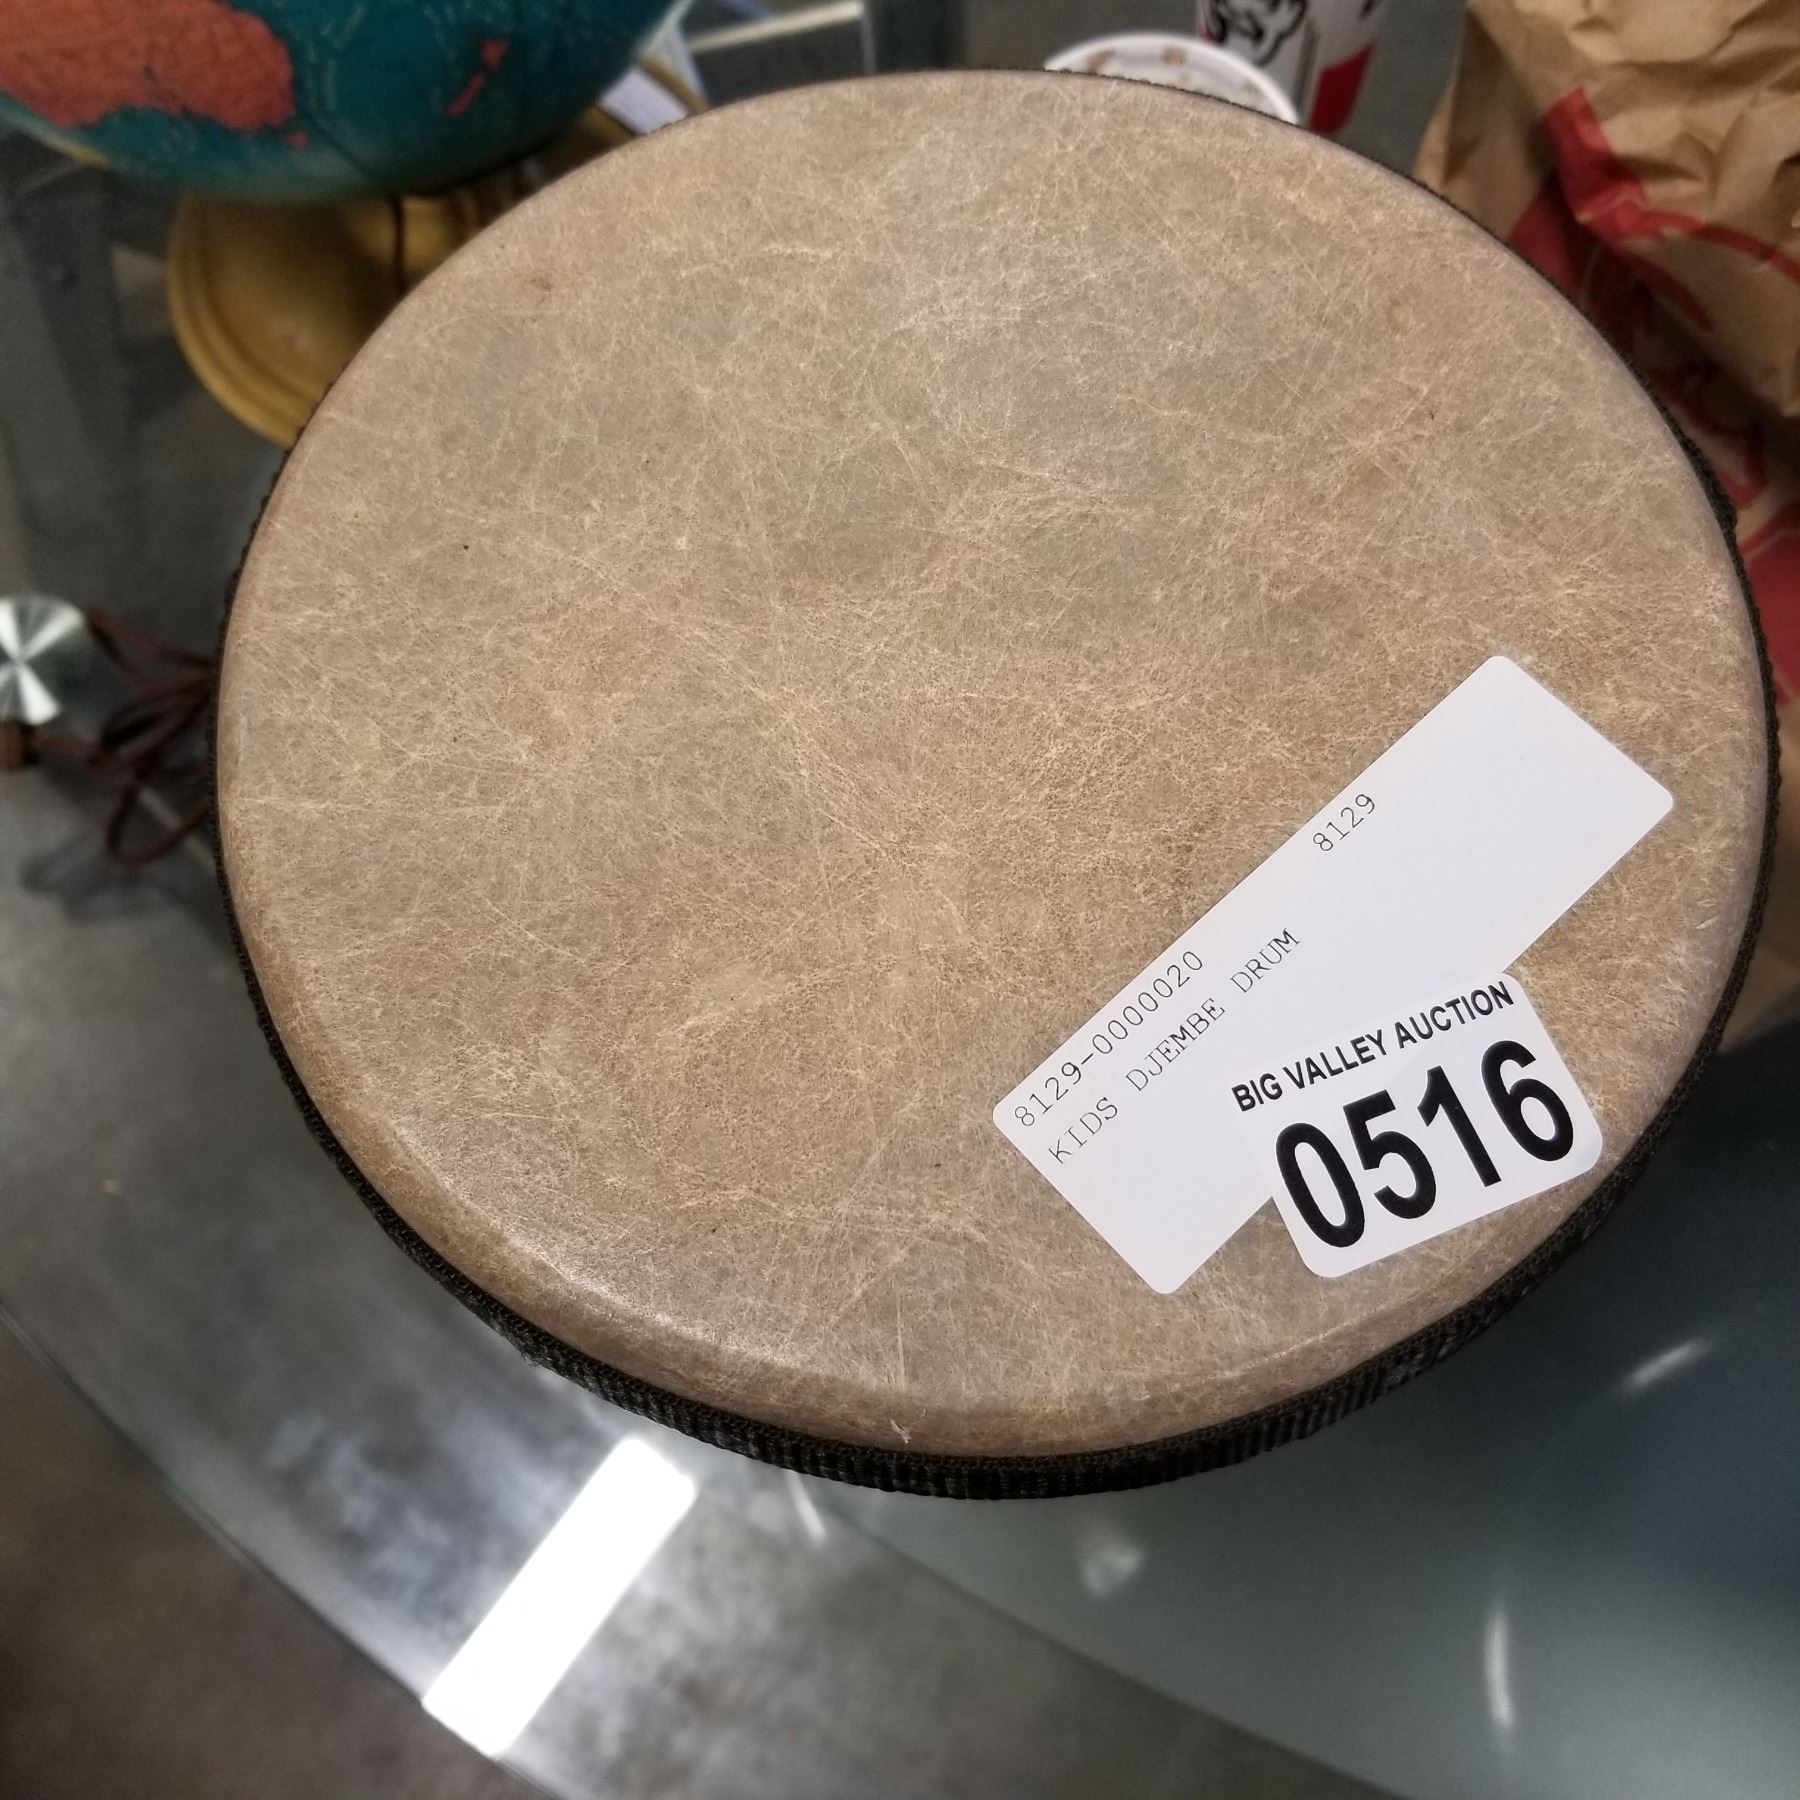 8129-0000020 8129
KIDS DJEMBE DRUM
BIG VALLEY AUCTION
0516